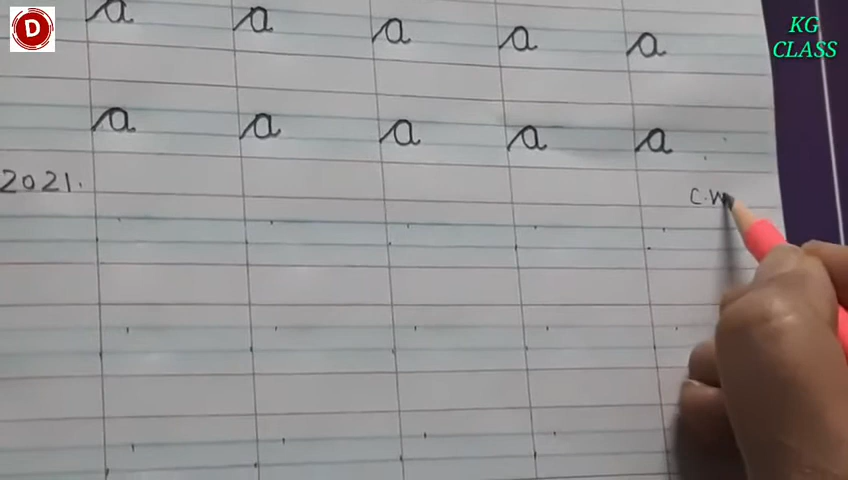 D
KG
CLASS
a a a a a
a a a a a
2021.
C.W